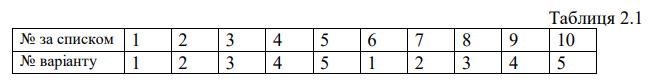 Таблиця 2.1
№ за списком 1 2 3 4 5 6 7 8 9 10
№ варіанту 1 2 3 4 5 1 2 3 4 5